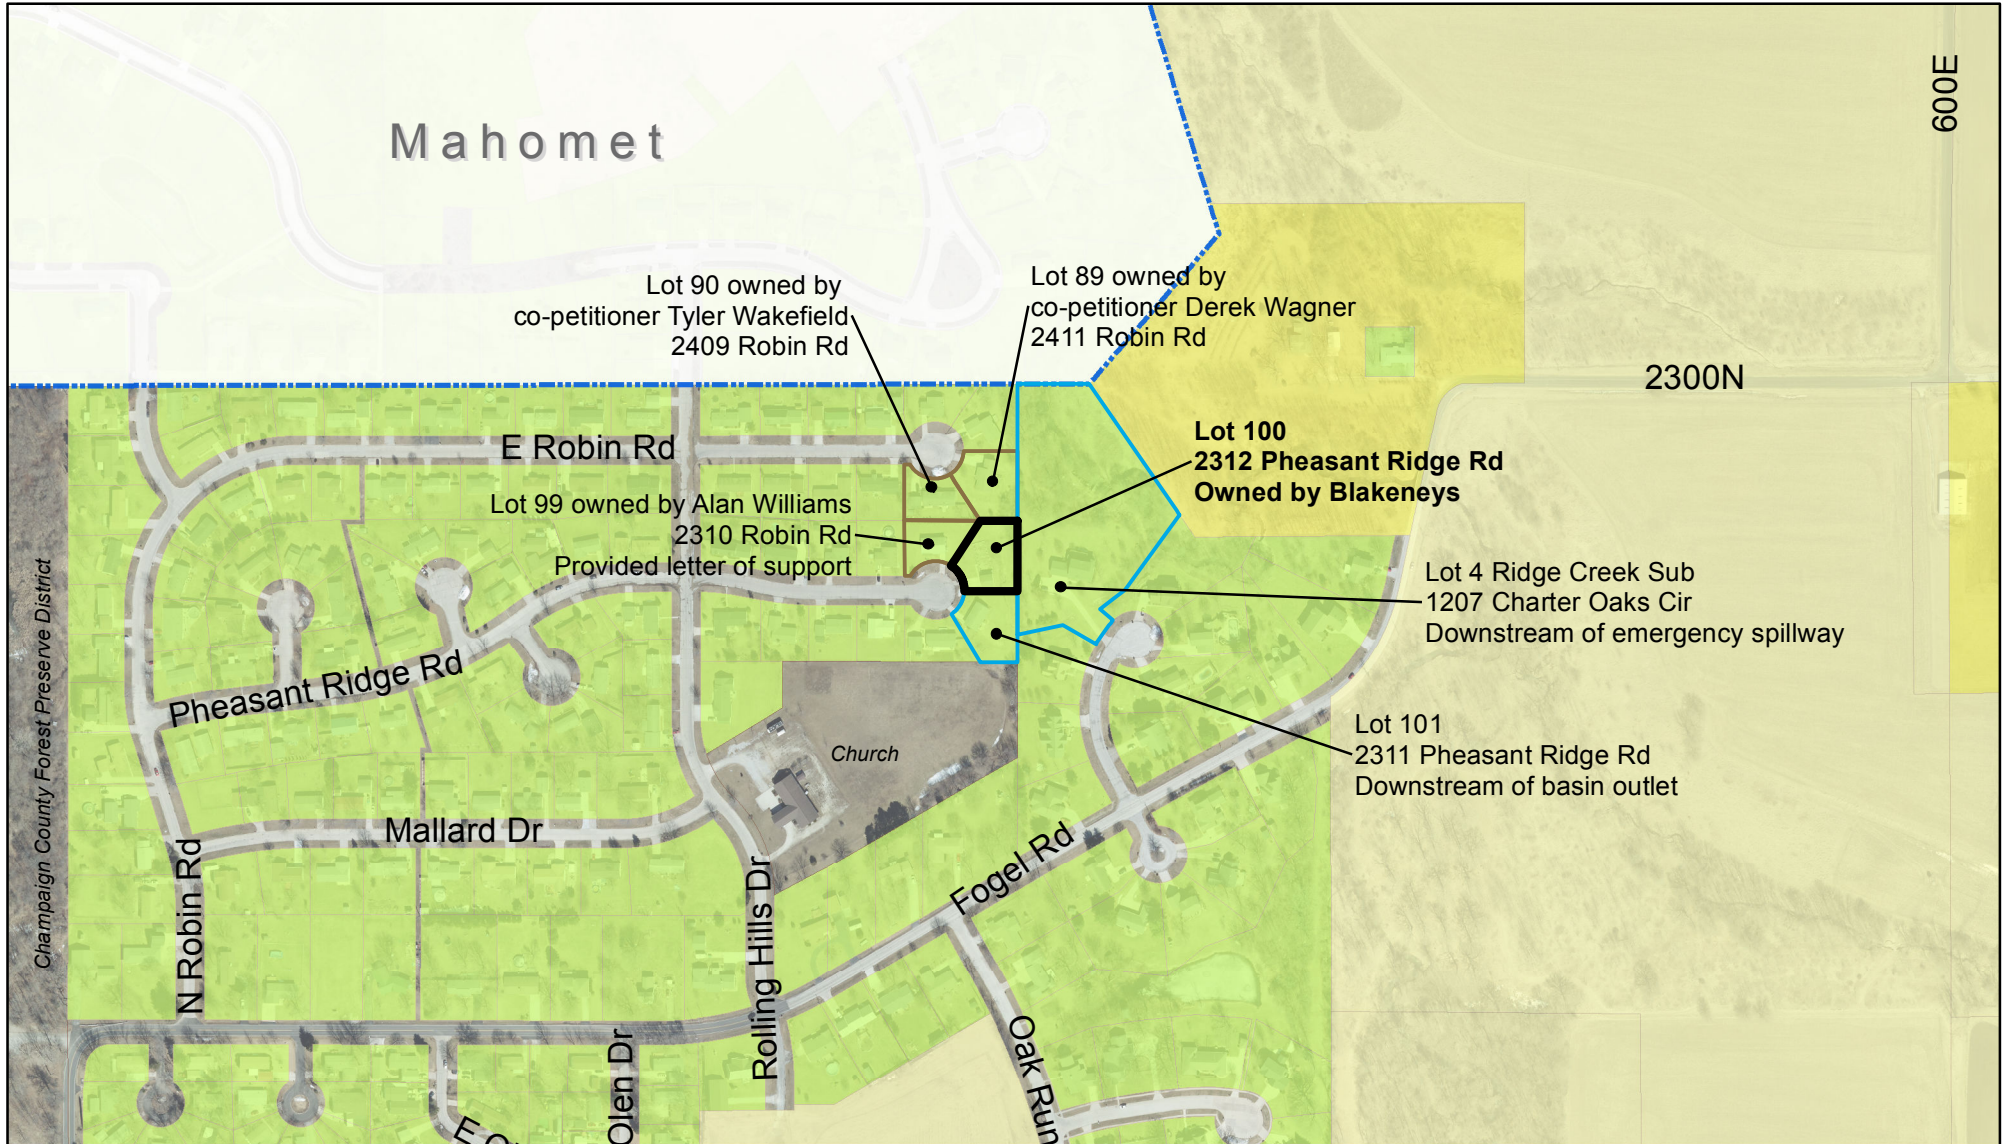 Mahomet
600E
Lot 90 owned by
co-petitioner Tyler Wakefield
2409 Robin Rd
Lot 89 owned by
co-petitioner Derek Wagner
2411 Robin Rd
2300N
E Robin Rd
Lot 100
2312 Pheasant Ridge Rd
Owned by Blakeneys
Lot 99 owned by Alan Williams
2310 Robin Rd
Provided letter of support
Lot 4 Ridge Creek Sub
1207 Charter Oaks Cir
Downstream of emergency spillway
Champaign County Forest Preserve District
Pheasant Ridge Rd
Lot 101
2311 Pheasant Ridge Rd
Downstream of basin outlet
Church
Mallard Dr
N Robin Rd
Rolling Hills Dr
Fogel Rd
Oak Run
Olen Dr
E